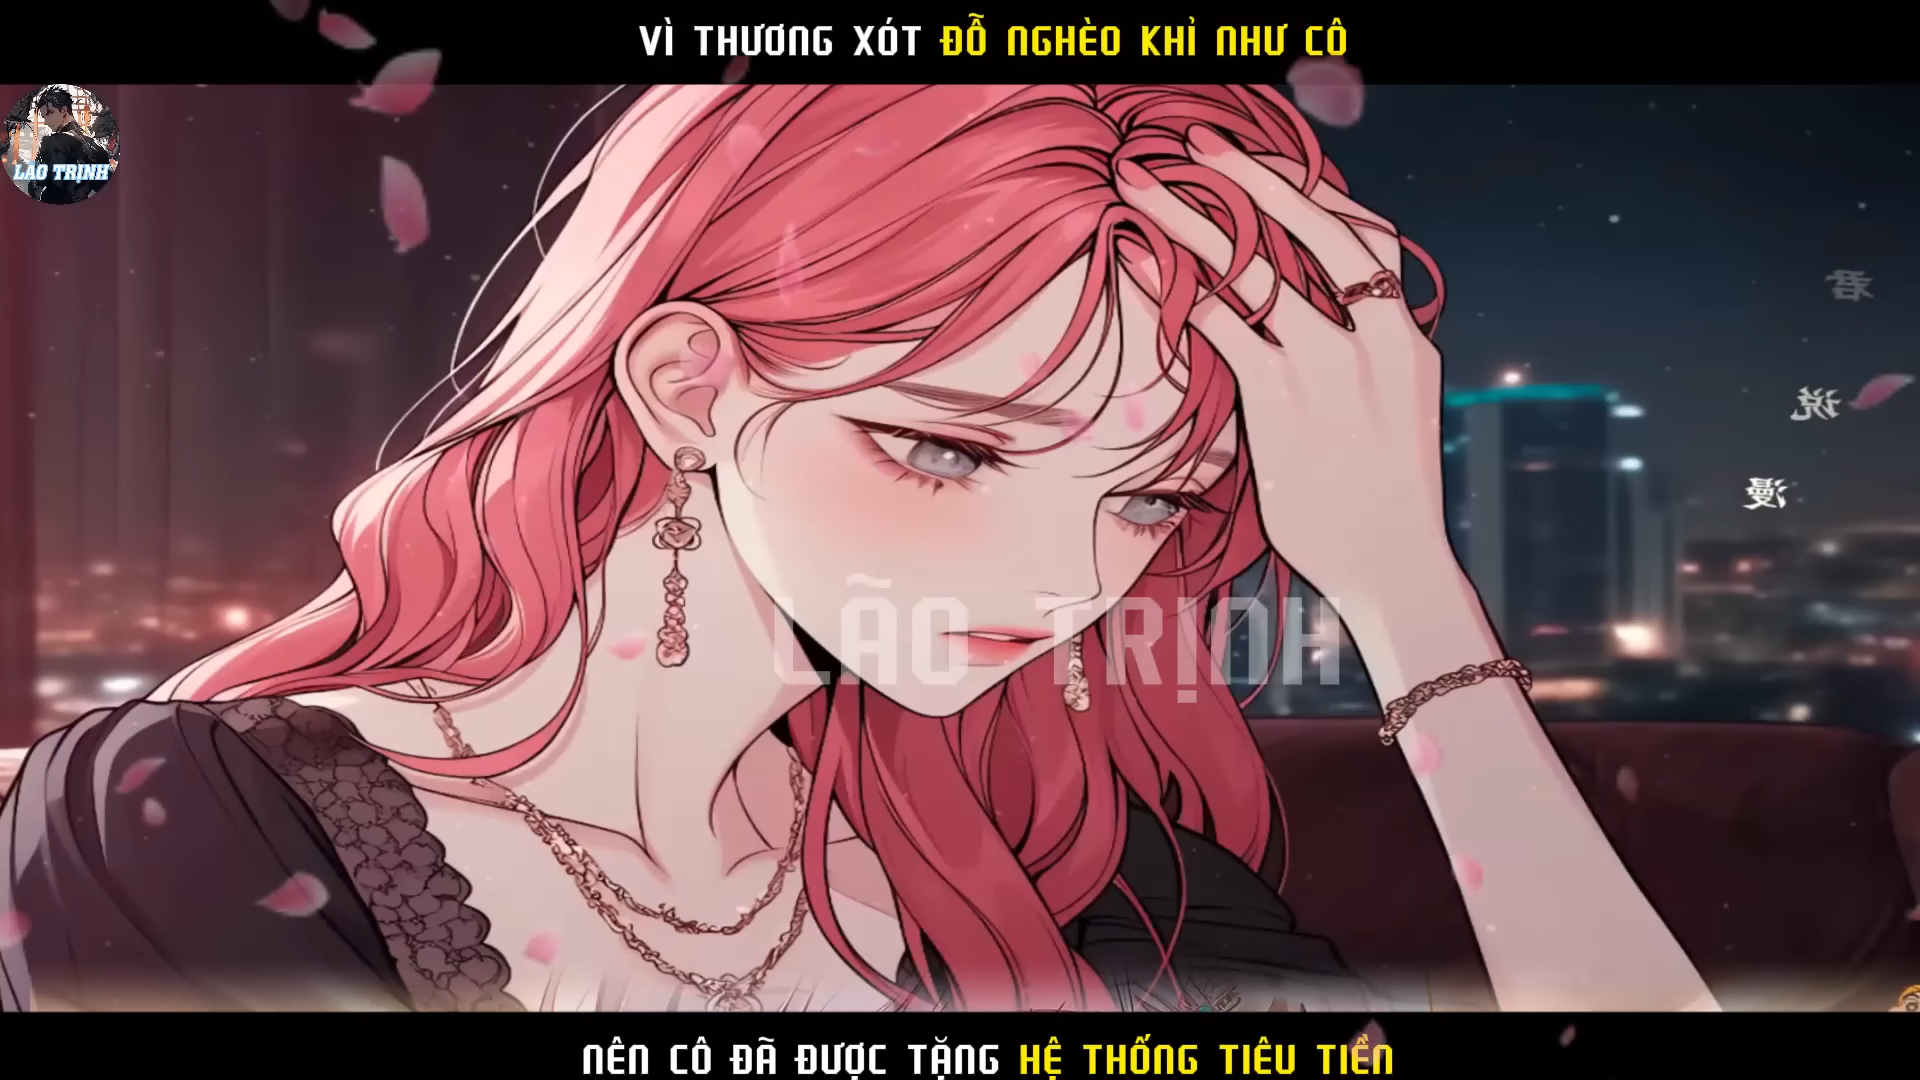 VÌ THƯƠNG XÓT ĐỖ NGHÈO KHỈ NHƯ CÔ
LÃO TRỊNH
君
说
漫
LÃO TRỊNH
NÊN CÔ ĐÃ ĐƯỢC TẶNG HỆ THỐNG TIÊU TIỀN